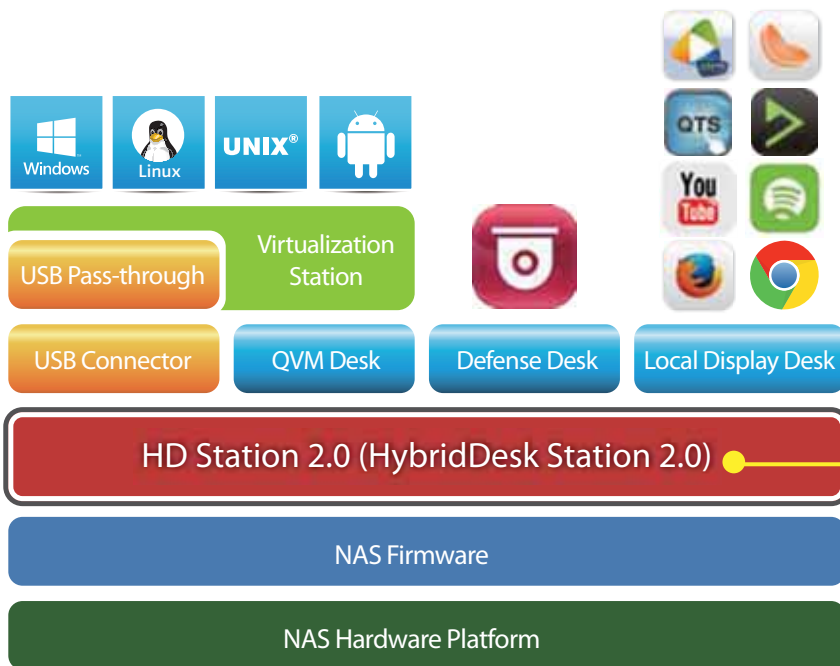 Windows
Linux
UNIX®
QTS
You
Tube
USB Pass-through
Virtualization
Station
USB Connector
QVM Desk
Defense Desk
Local Display Desk
HD Station 2.0 (HybridDesk Station 2.0)
NAS Firmware
NAS Hardware Platform